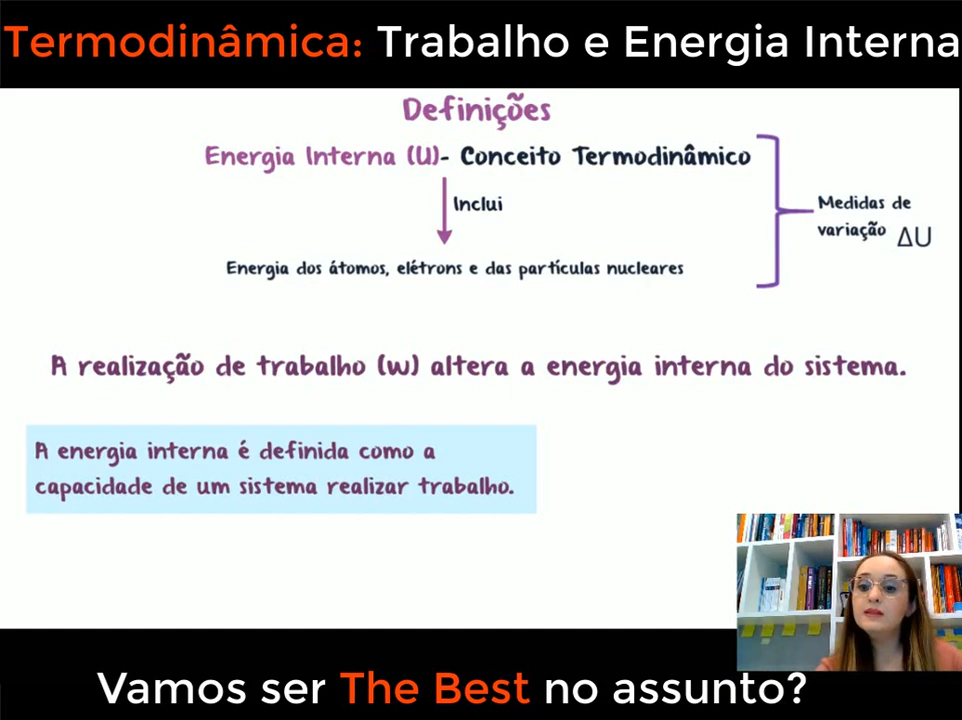 Termodinâmica: Trabalho e Energia Interna
Definições
Energia Interna (U)- Conceito Termodinâmico
Inclui
Medidas de
variação ΔU
Energia dos átomos, elétrons e das partículas nucleares
A realização de trabalho (w) altera a energia interna do sistema.
A energia interna é definida como a
capacidade de um sistema realizar trabalho.
Vamos ser The Best no assunto?